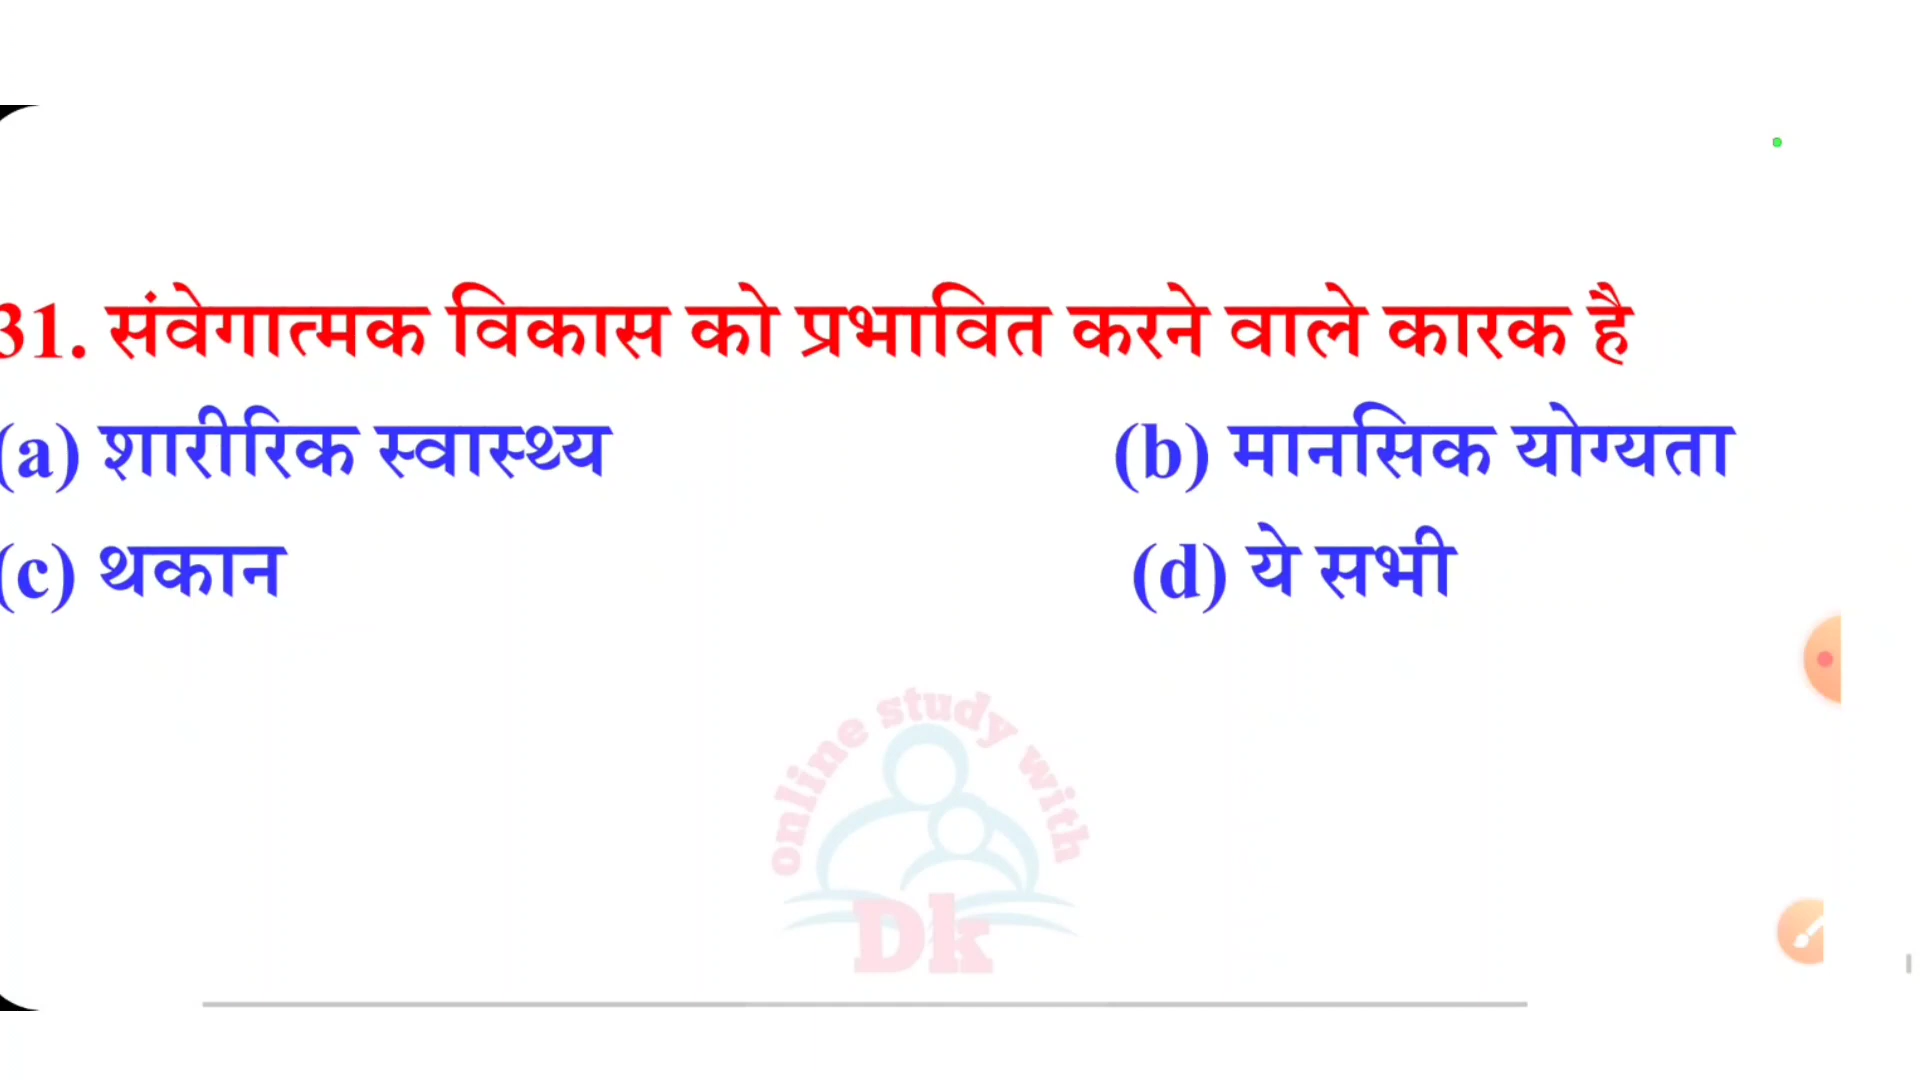 31. संवेगात्मक विकास को प्रभावित करने वाले कारक है
(a) शारीरिक स्वास्थ्य (b) मानसिक योग्यता
(c) थकान (d) ये सभी
online study with
Dk